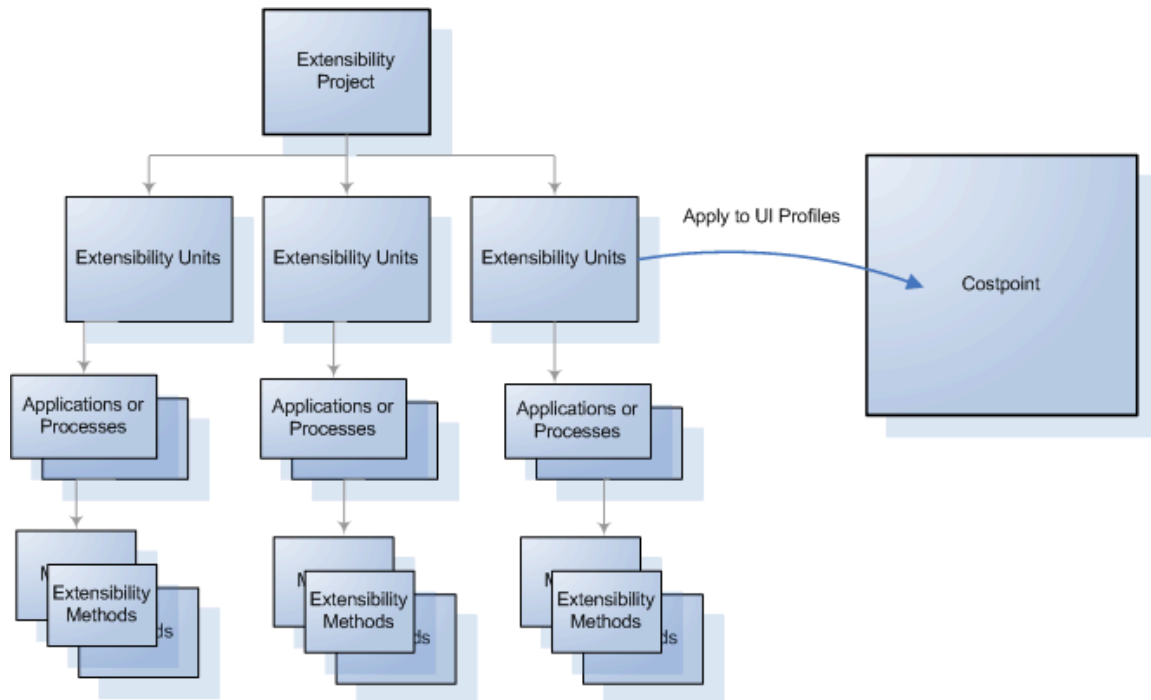 Extensibility
Project
Extensibility Units
Extensibility Units
Extensibility Units
Apply to UI Profiles
Costpoint
Applications or
Processes
Applications or
Processes
Applications or
Processes
Extensibility
Methods
Extensibility
Methods
Extensibility
Methods